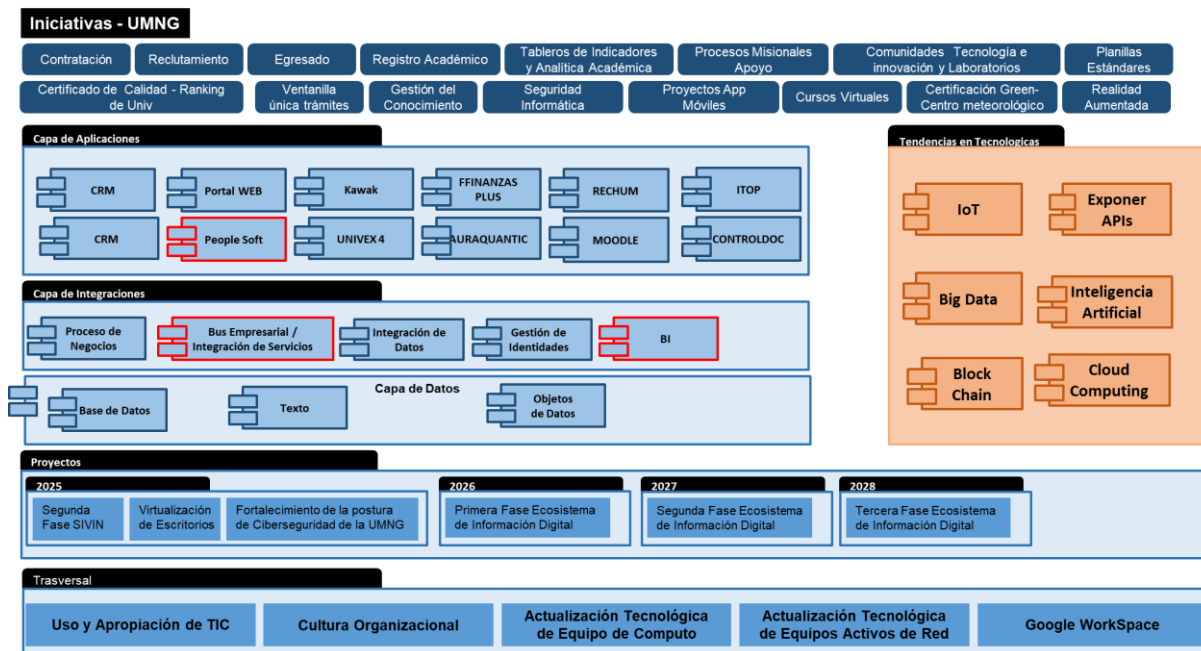 Iniciativas - UMNG
Contratación
Reclutamiento
Egresado
Registro Académico
Tableros de Indicadores
y Analítica Académica
Procesos Misionales
Apoyo
Comunidades Tecnología e
innovación y Laboratorios
Planillas
Estándares
Certificado de Calidad - Ranking
de Univ
Ventanilla
única trámites
Gestión del
Conocimiento
Seguridad
Informática
Proyectos App
Móviles
Cursos Virtuales
Certificación Green-
Centro meteorológico
Realidad
Aumentada
Capa de Aplicaciones
CRM
Portal WEB
Kawak
FFINANZAS
PLUS
RECHUM
ITOP
CRM
People Soft
UNIVEX 4
AURAQUANTIC
MOODLE
CONTROLDOC
Tendencias en Tecnologicas
IoT
Exponer
APIs
Big Data
Inteligencia
Artificial
Block
Chain
Cloud
Computing
Capa de Integraciones
Proceso de
Negocios
Bus Empresarial /
Integración de Servicios
Integración de
Datos
Gestión de
Identidades
BI
Capa de Datos
Base de Datos
Texto
Objetos
de Datos
Proyectos
2025
Segunda
Fase SIVIN
Virtualización
de Escritorios
Fortalecimiento de la postura
de Ciberseguridad de la UMNG
2026
Primera Fase Ecosistema
de Información Digital
2027
Segunda Fase Ecosistema
de Información Digital
2028
Tercera Fase Ecosistema
de Información Digital
Trasversal
Uso y Apropiación de TIC
Cultura Organizacional
Actualización Tecnológica
de Equipo de Computo
Actualización Tecnológica
de Equipos Activos de Red
Google WorkSpace